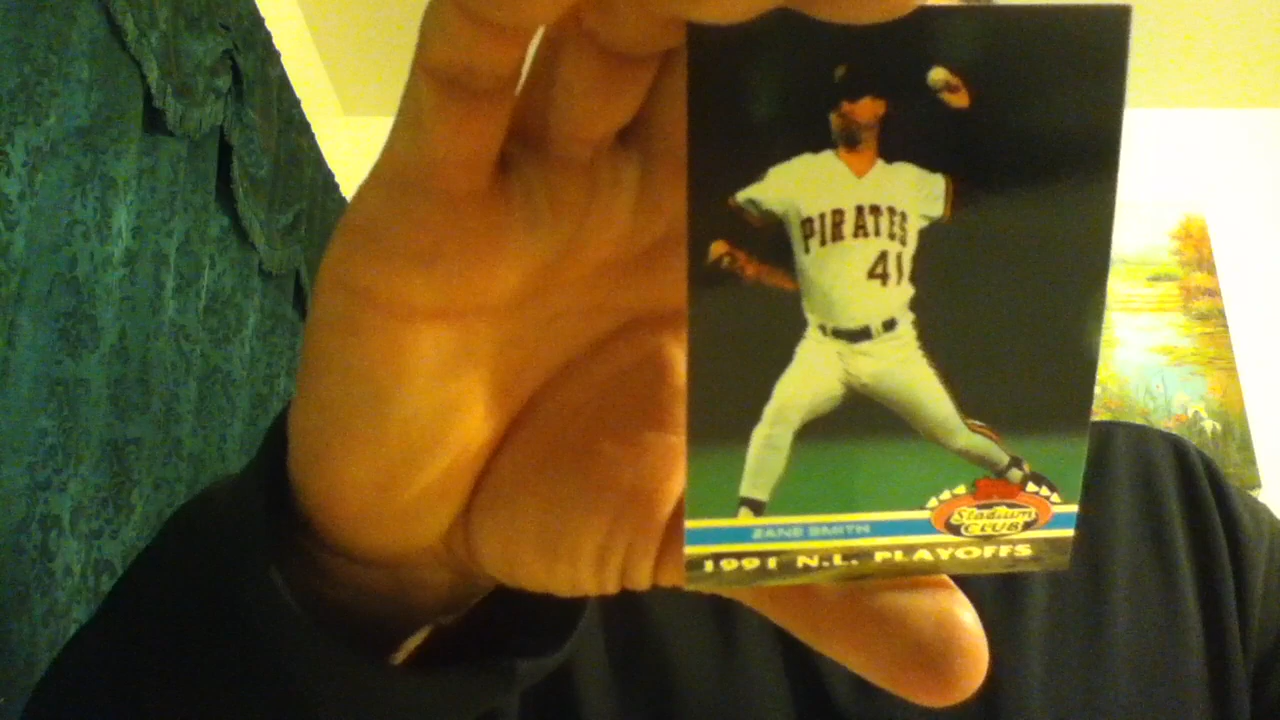 PIRATES
41
ZANE SMITH
Stadium
CLUB
1991 N.L. PLAYOFFS